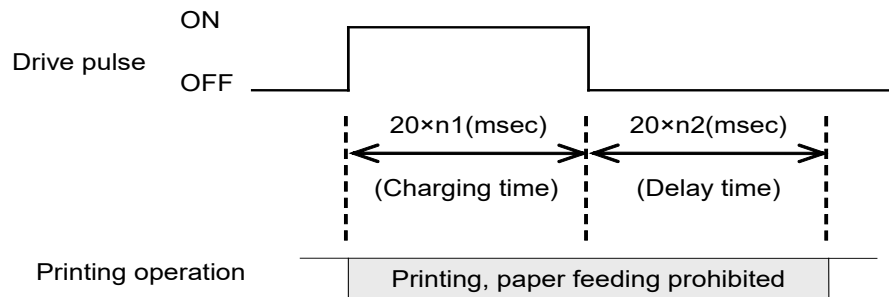 ON
Drive pulse
OFF
20×n1(msec) 20×n2(msec)
(Charging time) (Delay time)
Printing operation Printing, paper feeding prohibited